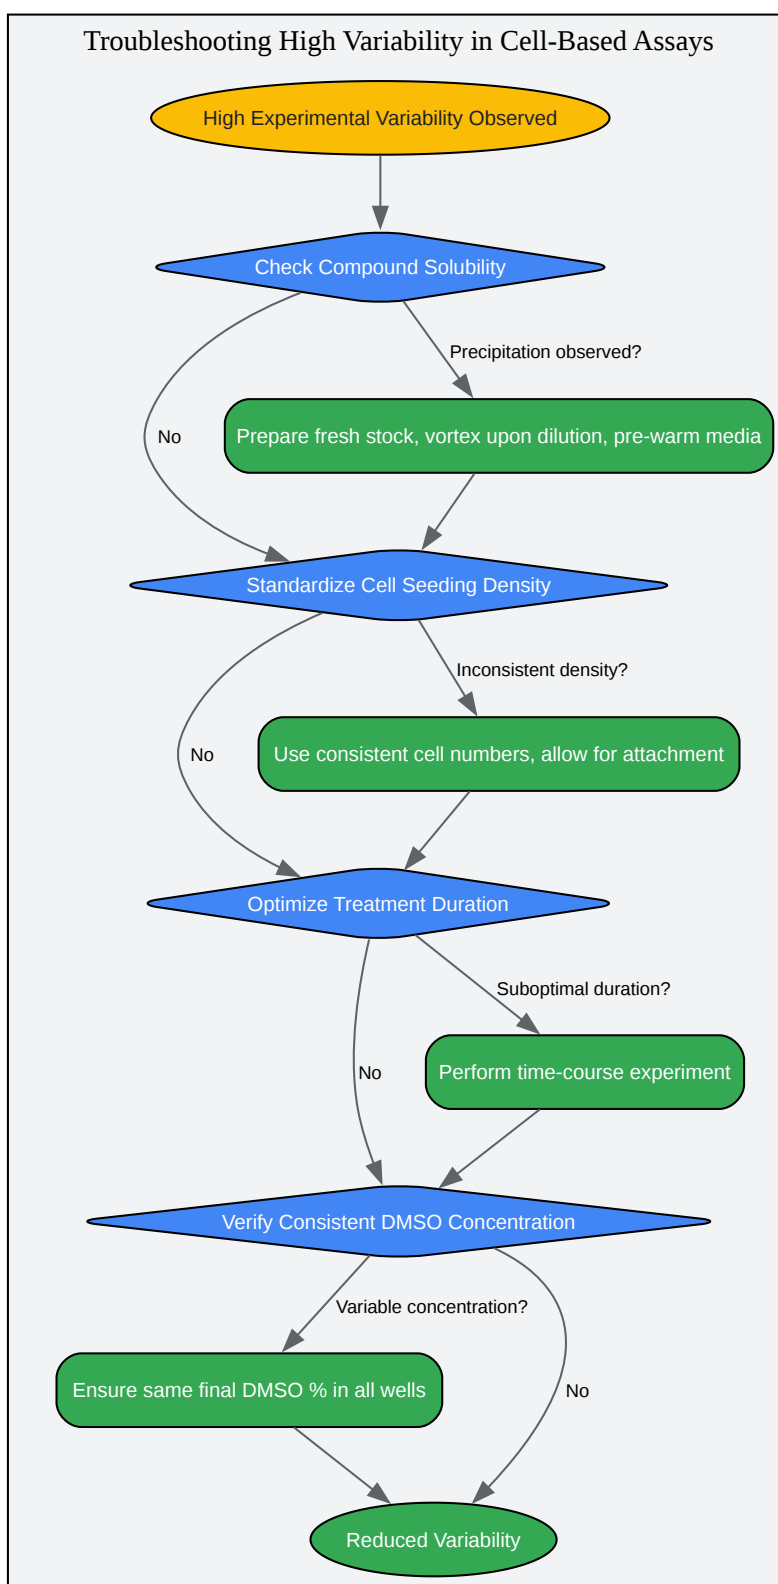 Troubleshooting High Variability in Cell-Based Assays
High Experimental Variability Observed
Check Compound Solubility
Precipitation observed?
No
Prepare fresh stock, vortex upon dilution, pre-warm media
Standardize Cell Seeding Density
Inconsistent density?
No
Use consistent cell numbers, allow for attachment
Optimize Treatment Duration
Suboptimal duration?
No
Perform time-course experiment
Verify Consistent DMSO Concentration
Variable concentration?
Ensure same final DMSO % in all wells
No
Reduced Variability